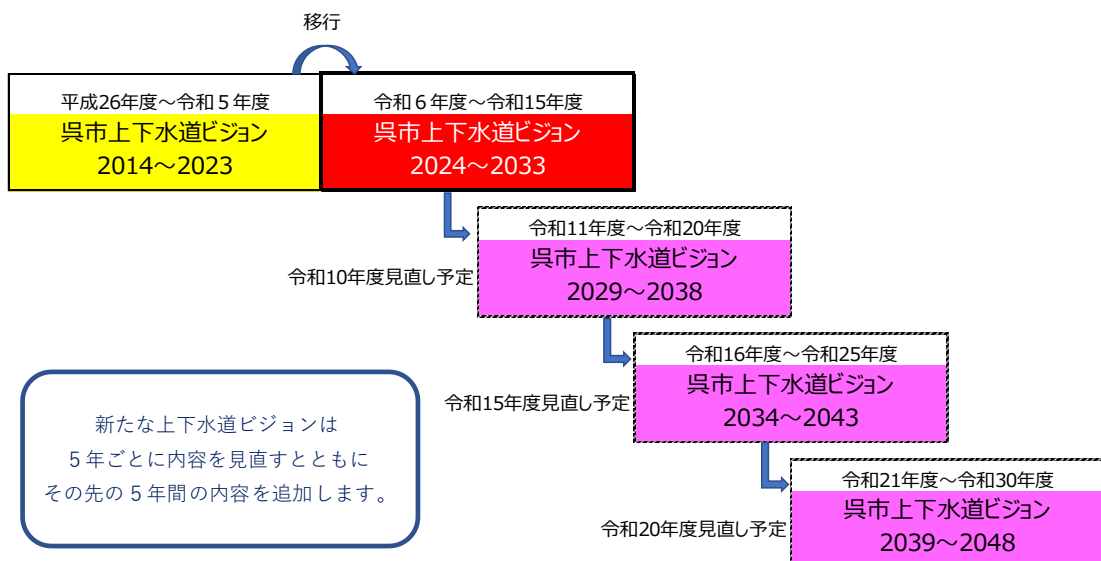 移行
平成26年度～令和５年度
呉市上下水道ビジョン
2014～2023
令和６年度～令和15年度
呉市上下水道ビジョン
2024～2033
令和11年度～令和20年度
呉市上下水道ビジョン
2029～2038
令和10年度見直し予定
令和16年度～令和25年度
呉市上下水道ビジョン
2034～2043
令和15年度見直し予定
令和21年度～令和30年度
呉市上下水道ビジョン
2039～2048
令和20年度見直し予定
新たな上下水道ビジョンは
５年ごとに内容を見直すとともに
その先の５年間の内容を追加します。